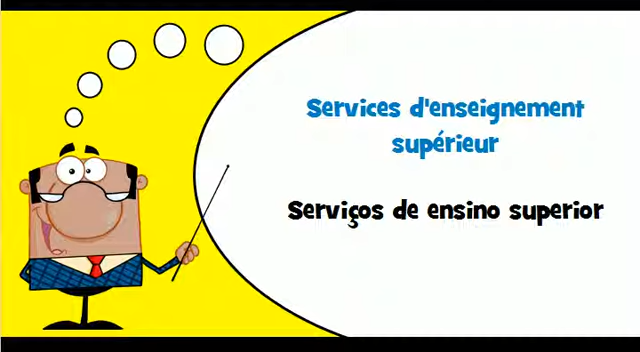 Services d'enseignement
supérieur
Serviços de ensino superior